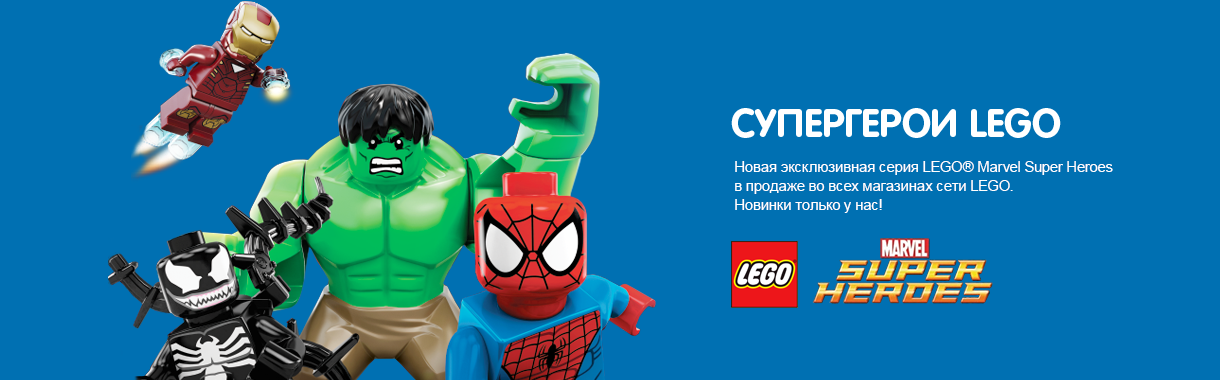 СУПЕРГЕРОИ LEGO
Новая эксклюзивная серия LEGO® Marvel Super Heroes
в продаже во всех магазинах сети LEGO.
Новинки только у нас!
LEGO
MARVEL
SUPER
HEROES